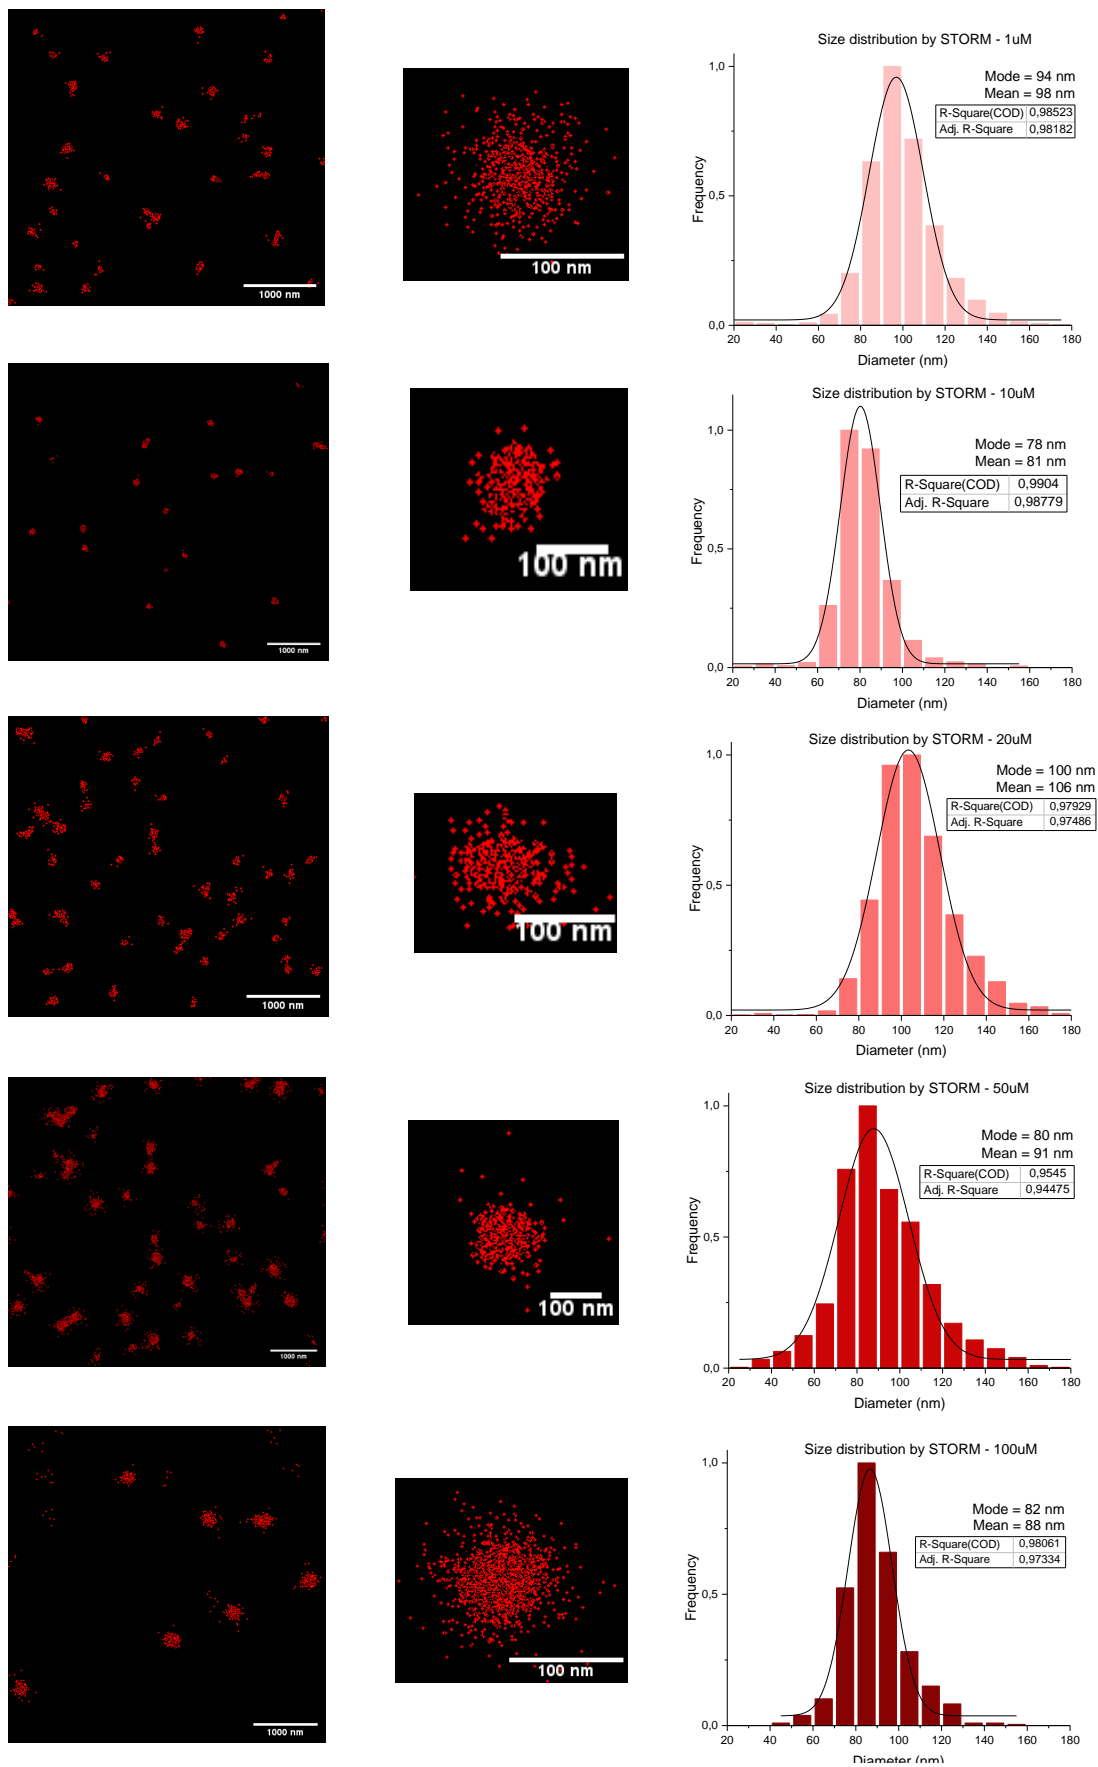 1000 nm
100 nm
Size distribution by STORM - 1uM
Mode = 94 nm
Mean = 98 nm
R-Square(COD) 0,98523
Adj. R-Square 0,98182
Frequency
1,0
0,5
0,0
20 40 60 80 100 120 140 160 180
Diameter (nm)
1000 nm
100 nm
Size distribution by STORM - 10uM
Mode = 78 nm
Mean = 81 nm
R-Square(COD) 0,9904
Adj. R-Square 0,98779
Frequency
1,0
0,5
0,0
20 40 60 80 100 120 140 160 180
Diameter (nm)
1000 nm
100 nm
Size distribution by STORM - 20uM
Mode = 100 nm
Mean = 106 nm
R-Square(COD) 0,97929
Adj. R-Square 0,97486
Frequency
1,0
0,5
0,0
20 40 60 80 100 120 140 160 180
Diameter (nm)
1000 nm
100 nm
Size distribution by STORM - 50uM
Mode = 80 nm
Mean = 91 nm
R-Square(COD) 0,9545
Adj. R-Square 0,94475
Frequency
1,0
0,5
0,0
20 40 60 80 100 120 140 160 180
Diameter (nm)
1000 nm
100 nm
Size distribution by STORM - 100uM
Mode = 82 nm
Mean = 88 nm
R-Square(COD) 0,98061
Adj. R-Square 0,97334
Frequency
1,0
0,5
0,0
20 40 60 80 100 120 140 160 180
Diameter (nm)